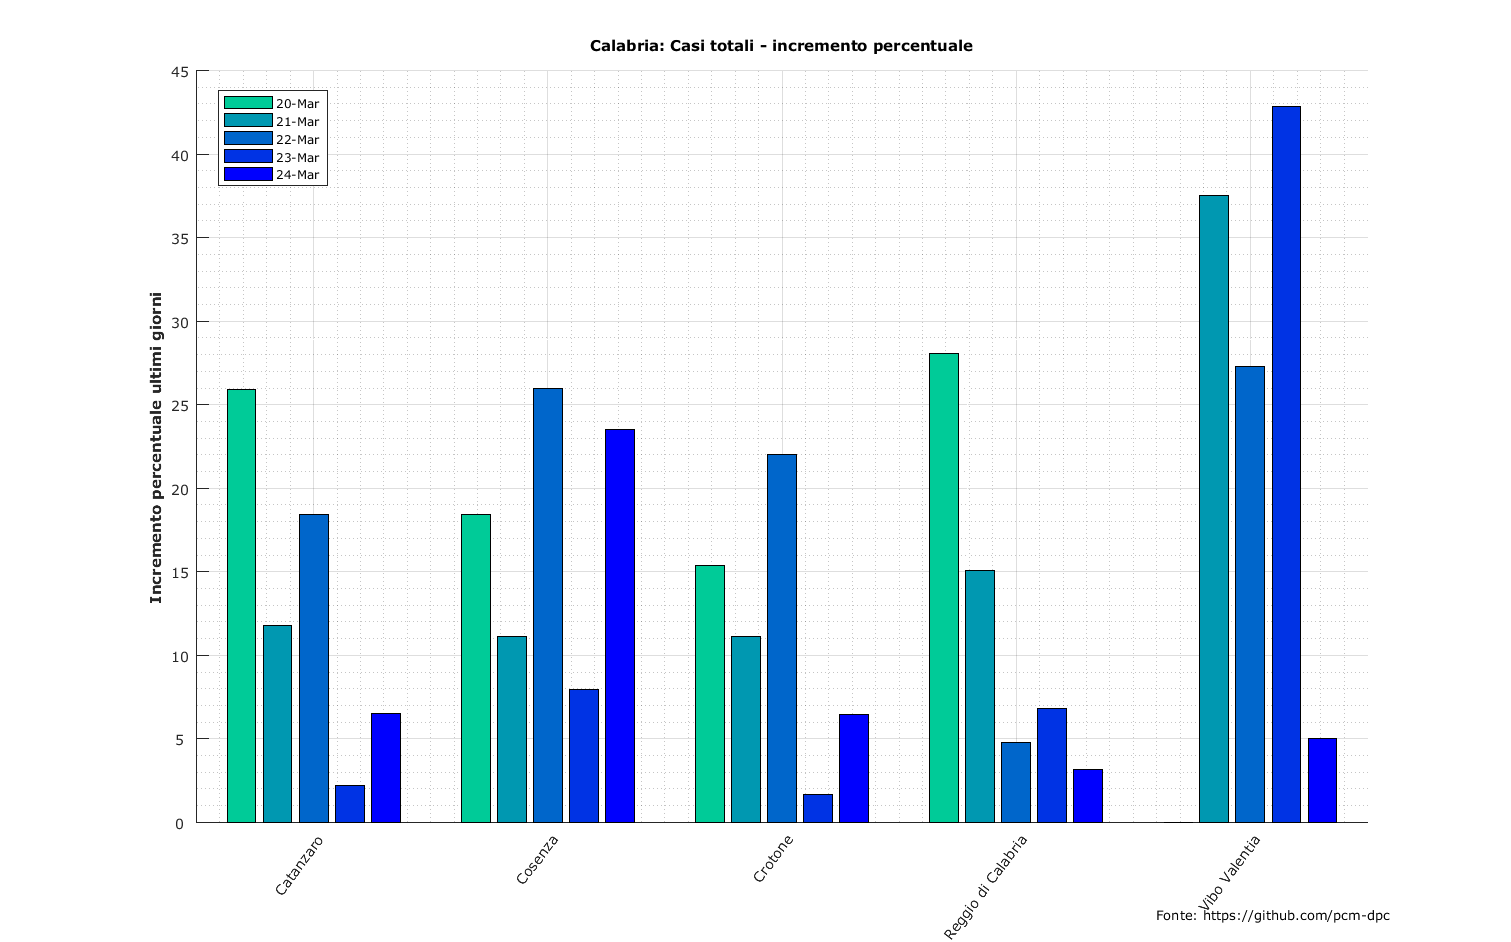 Calabria: Casi totali - incremento percentuale
45
40
35
30
25
20
15
10
5
0
Incremento percentuale ultimi giorni
20-Mar
21-Mar
22-Mar
23-Mar
24-Mar
Catanzaro
Cosenza
Crotone
Reggio di Calabria
Vibo Valentia
Fonte: https://github.com/pcm-dpc